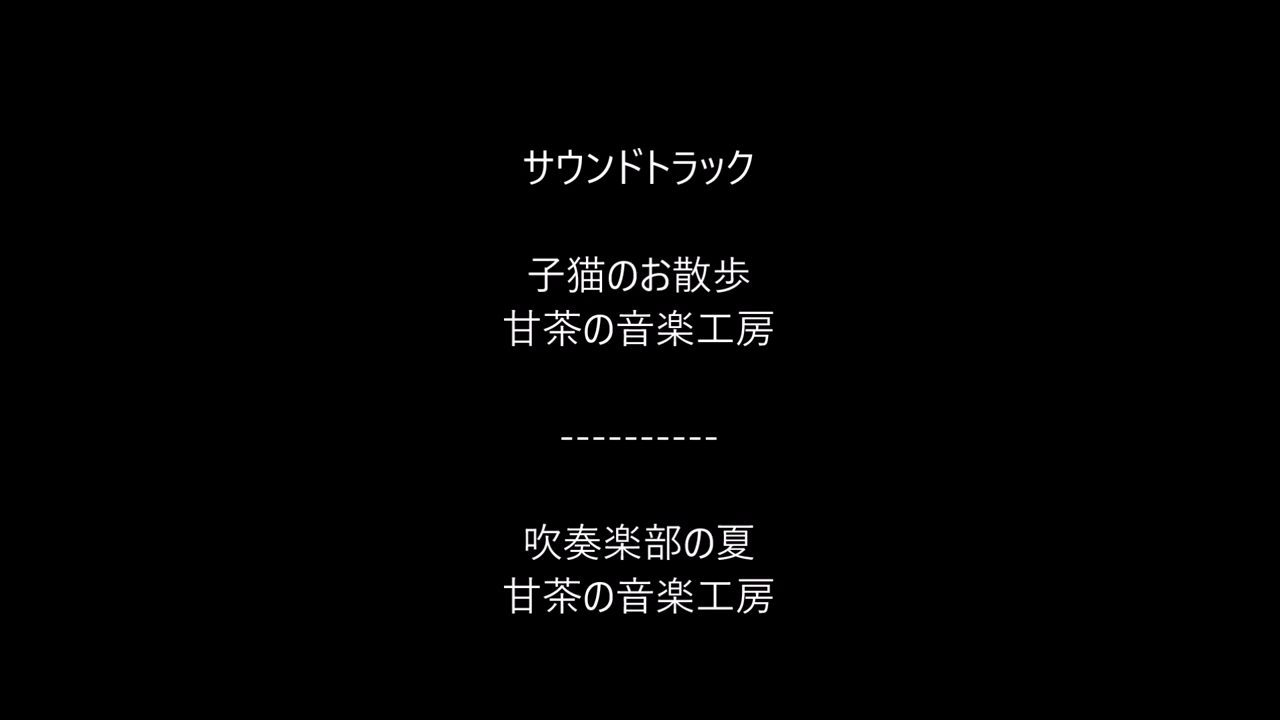 サウンドトラック
子猫のお散歩
甘茶の音楽工房
----------
吹奏楽部の夏
甘茶の音楽工房